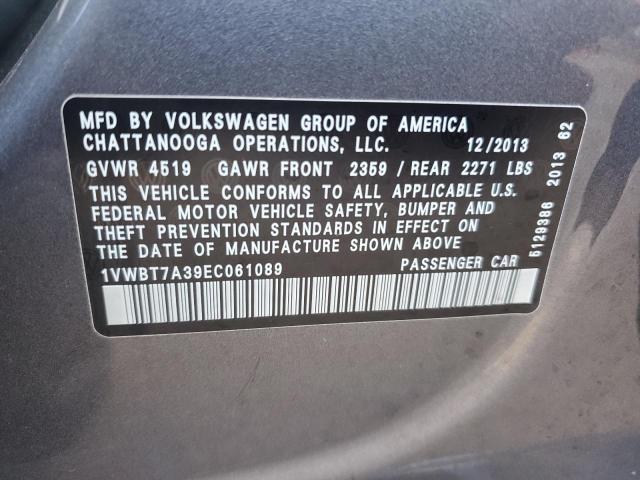 MFD BY VOLKSWAGEN GROUP OF AMERICA
CHATTANOOGA OPERATIONS, LLC. 12/2013
GVWR 4519 GAWR FRONT 2359 / REAR 2271 LBS
THIS VEHICLE CONFORMS TO ALL APPLICABLE U.S.
FEDERAL MOTOR VEHICLE SAFETY, BUMPER AND
THEFT PREVENTION STANDARDS IN EFFECT ON
THE DATE OF MANUFACTURE SHOWN ABOVE
1VWBT7A39EC061089 PASSENGER CAR
5129386 2013 62